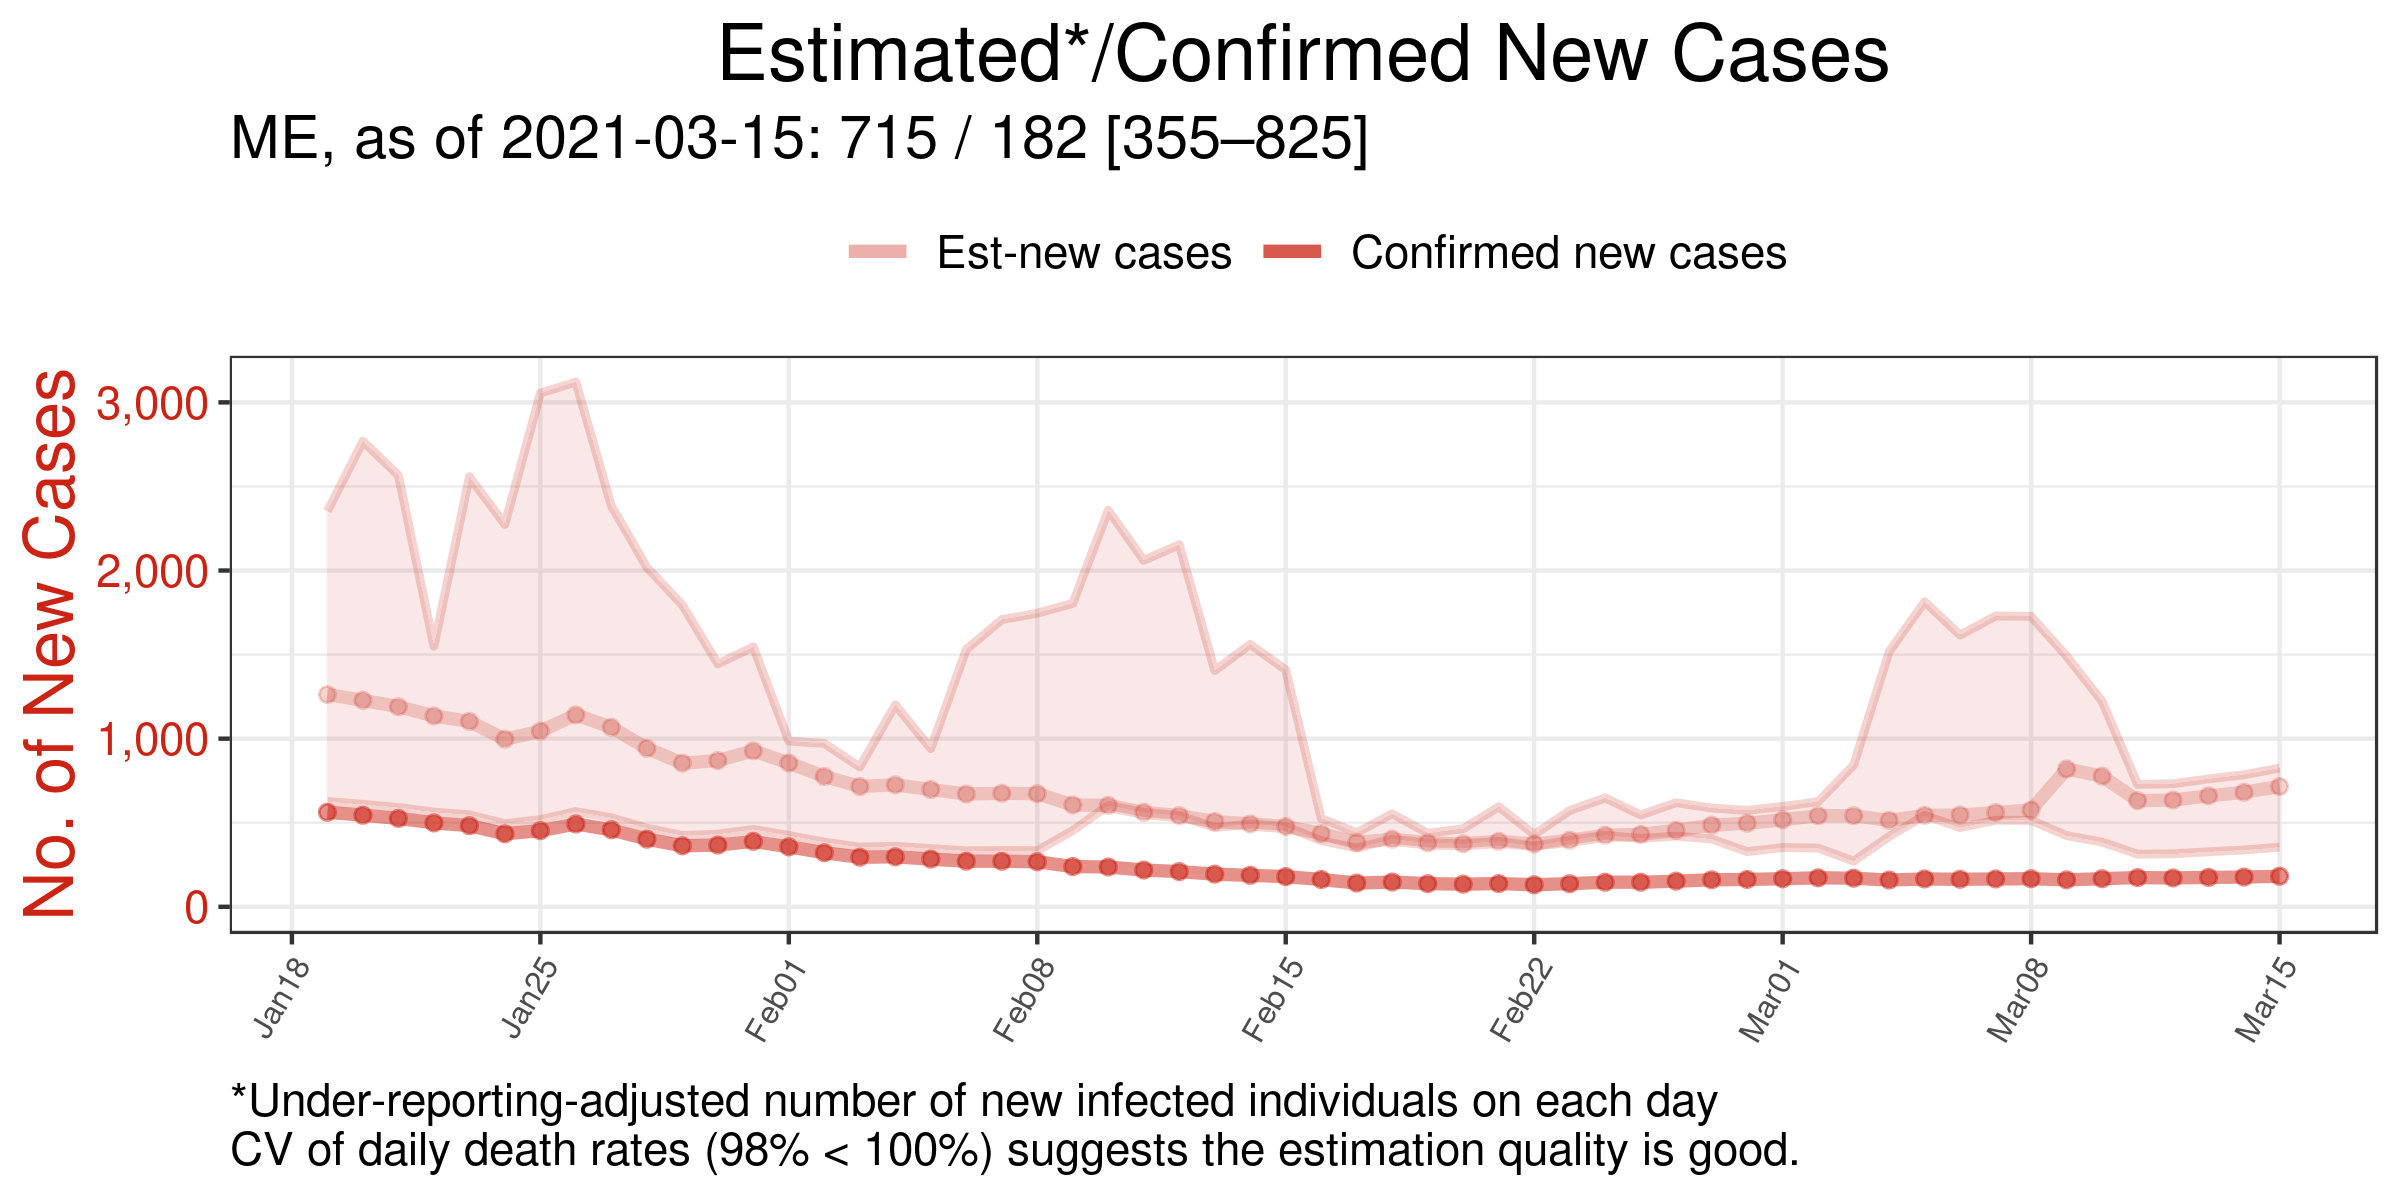 Estimated*/Confirmed New Cases
ME, as of 2021-03-15: 715 / 182 [355–825]
Est-new cases Confirmed new cases
No. of New Cases
3,000
2,000
1,000
0
Jan18 Jan25 Feb01 Feb08 Feb15 Feb22 Mar01 Mar08 Mar15
*Under-reporting-adjusted number of new infected individuals on each day
CV of daily death rates (98% < 100%) suggests the estimation quality is good.